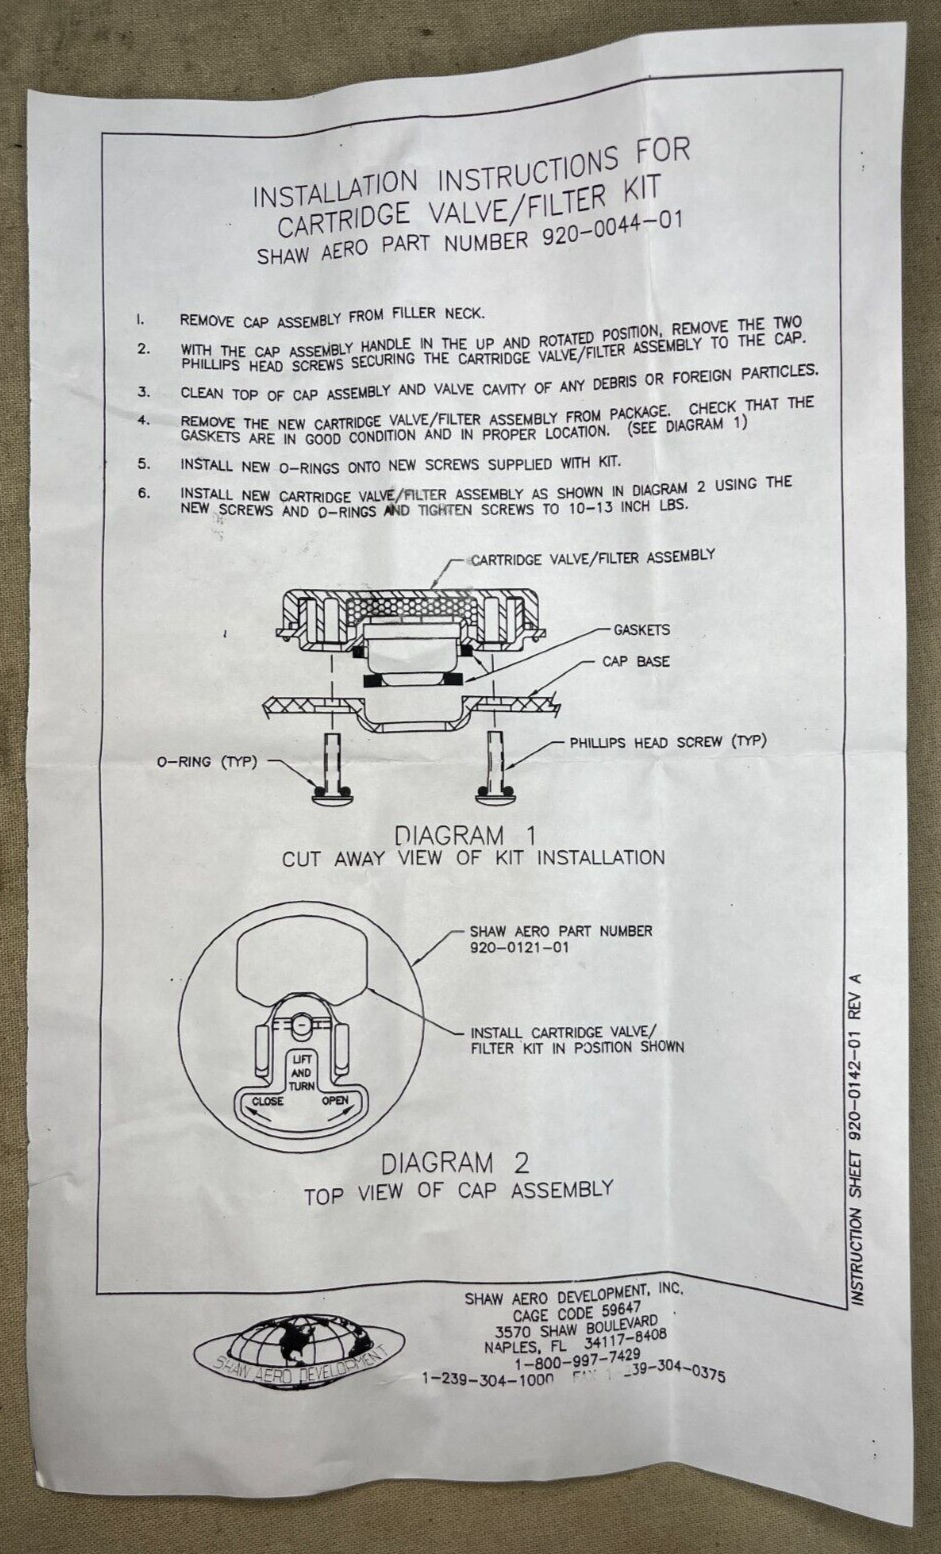 INSTALLATION INSTRUCTIONS FOR
CARTRIDGE VALVE/FILTER KIT
SHAW AERO PART NUMBER 920-0044-01
1. REMOVE CAP ASSEMBLY FROM FILLER NECK.
2. WITH THE CAP ASSEMBLY HANDLE IN THE UP AND ROTATED POSITION, REMOVE THE TWO
PHILLIPS HEAD SCREWS SECURING THE CARTRIDGE VALVE/FILTER ASSEMBLY TO THE CAP.
3. CLEAN TOP OF CAP ASSEMBLY AND VALVE CAVITY OF ANY DEBRIS OR FOREIGN PARTICLES.
4. REMOVE THE NEW CARTRIDGE VALVE/FILTER ASSEMBLY FROM PACKAGE. CHECK THAT THE
GASKETS ARE IN GOOD CONDITION AND IN PROPER LOCATION. (SEE DIAGRAM 1)
5. INSTALL NEW O-RINGS ONTO NEW SCREWS SUPPLIED WITH KIT.
6. INSTALL NEW CARTRIDGE VALVE/FILTER ASSEMBLY AS SHOWN IN DIAGRAM 2 USING THE
NEW SCREWS AND O-RINGS AND TIGHTEN SCREWS TO 10-13 INCH LBS.
CARTRIDGE VALVE/FILTER ASSEMBLY
GASKETS
CAP BASE
PHILLIPS HEAD SCREW (TYP)
O-RING (TYP)
DIAGRAM 1
CUT AWAY VIEW OF KIT INSTALLATION
SHAW AERO PART NUMBER
920-0121-01
INSTALL CARTRIDGE VALVE/
FILTER KIT IN POSITION SHOWN
LIFT
AND
TURN
CLOSE OPEN
DIAGRAM 2
TOP VIEW OF CAP ASSEMBLY
INSTRUCTION SHEET 920-0142-01 REV A
SHAW AERO DEVELOPMENT, INC.
CAGE CODE 59647
3570 SHAW BOULEVARD
NAPLES, FL 34117-8408
1-800-997-7429
1-239-304-1000 39-304-0375
SHAW AERO DEVELOPMENT